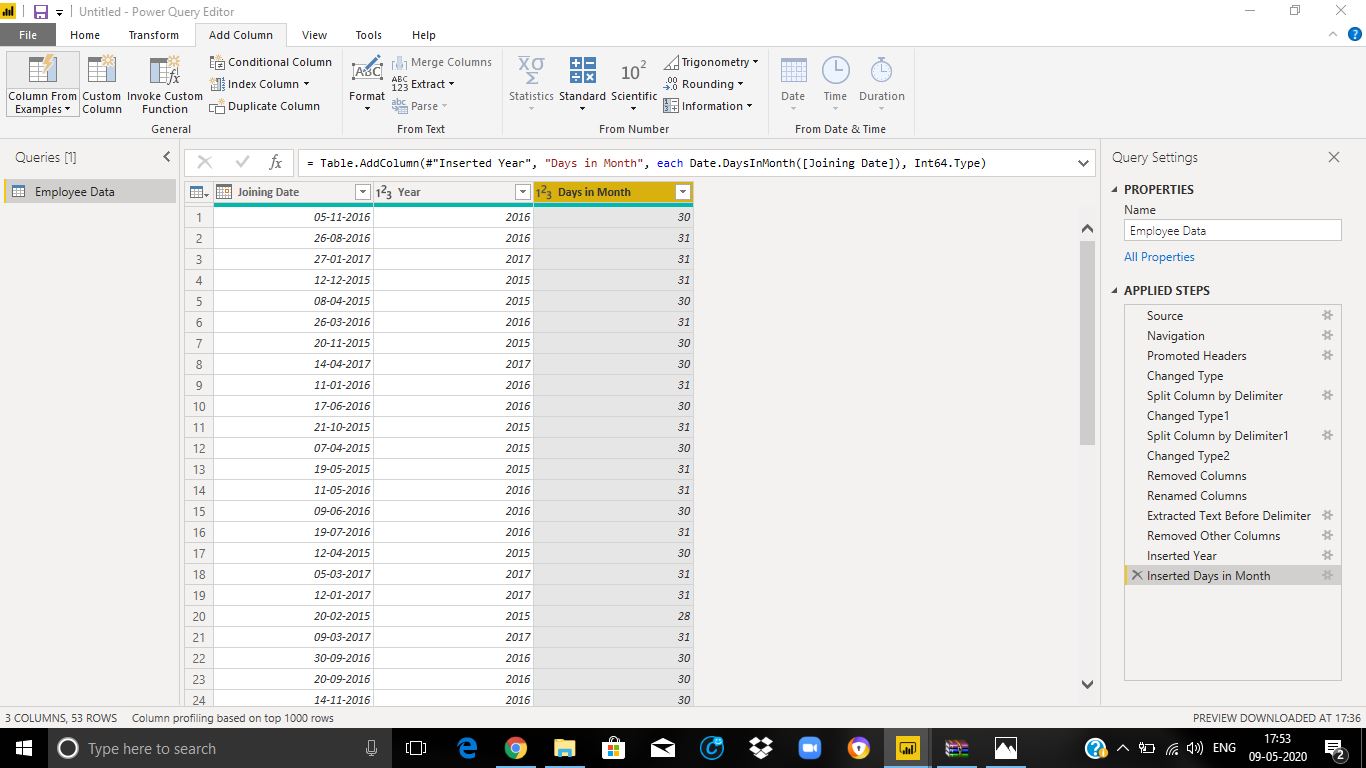 Untitled - Power Query Editor
File Home Transform Add Column View Tools Help
Column From Examples
Custom Column
Invoke Custom Function
Conditional Column
Index Column
Duplicate Column
General
Format
Merge Columns
Extract
Parse
From Text
Statistics
Standard
Scientific
Trigonometry
Rounding
Information
From Number
Date
Time
Duration
From Date & Time
Queries [1]
Employee Data
= Table.AddColumn(#"Inserted Year", "Days in Month", each Date.DaysInMonth([Joining Date]), Int64.Type)
Joining Date Year Days in Month
1 05-11-2016 2016 30
2 26-08-2016 2016 31
3 27-01-2017 2017 31
4 12-12-2015 2015 31
5 08-04-2015 2015 30
6 26-03-2016 2016 31
7 20-11-2015 2015 30
8 14-04-2017 2017 30
9 11-01-2016 2016 31
10 17-06-2016 2016 30
11 21-10-2015 2015 31
12 07-04-2015 2015 30
13 19-05-2015 2015 31
14 11-05-2016 2016 31
15 09-06-2016 2016 30
16 19-07-2016 2016 31
17 12-04-2015 2015 30
18 05-03-2017 2017 31
19 12-01-2017 2017 31
20 20-02-2015 2015 28
21 09-03-2017 2017 31
22 30-09-2016 2016 30
23 20-09-2016 2016 30
24 14-11-2016 2016 30
Query Settings
PROPERTIES
Name
Employee Data
All Properties
APPLIED STEPS
Source
Navigation
Promoted Headers
Changed Type
Split Column by Delimiter
Changed Type1
Split Column by Delimiter1
Changed Type2
Removed Columns
Renamed Columns
Extracted Text Before Delimiter
Removed Other Columns
Inserted Year
Inserted Days in Month
3 COLUMNS, 53 ROWS Column profiling based on top 1000 rows
PREVIEW DOWNLOADED AT 17:36
Type here to search
ENG
17:53
09-05-2020
2